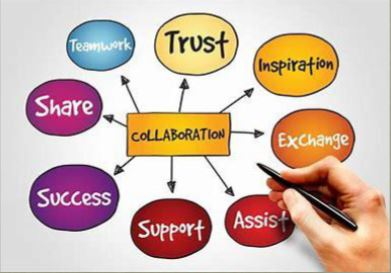 Teamwork
Trust
Inspiration
Share
COLLABORATION
Exchange
Success
Support
Assist